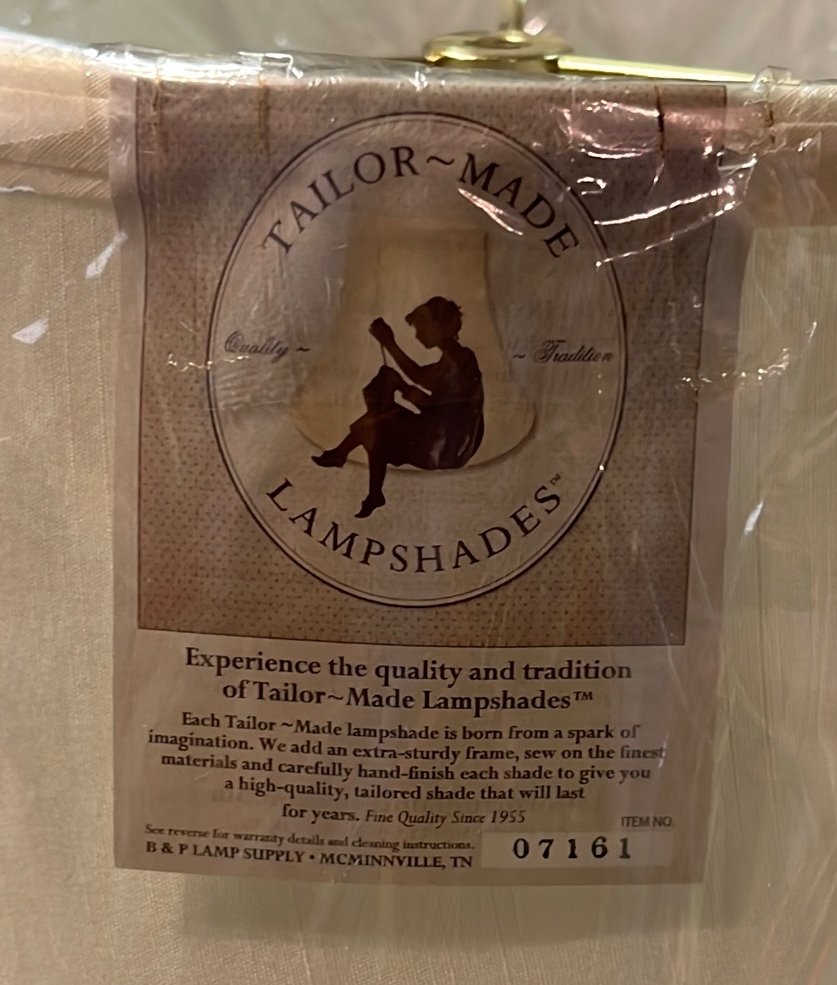 TAILOR~MADE
Quality ~ ~ Tradition
LAMPSHADES™
Experience the quality and tradition
of Tailor~Made Lampshades™
Each Tailor ~Made lampshade is born from a spark of
imagination. We add an extra-sturdy frame, sew on the finest
materials and carefully hand-finish each shade to give you
a high-quality, tailored shade that will last
for years. Fine Quality Since 1955
See reverse for warranty details and cleaning instructions.
B & P LAMP SUPPLY • MCMINNVILLE, TN
ITEM NO.
07161